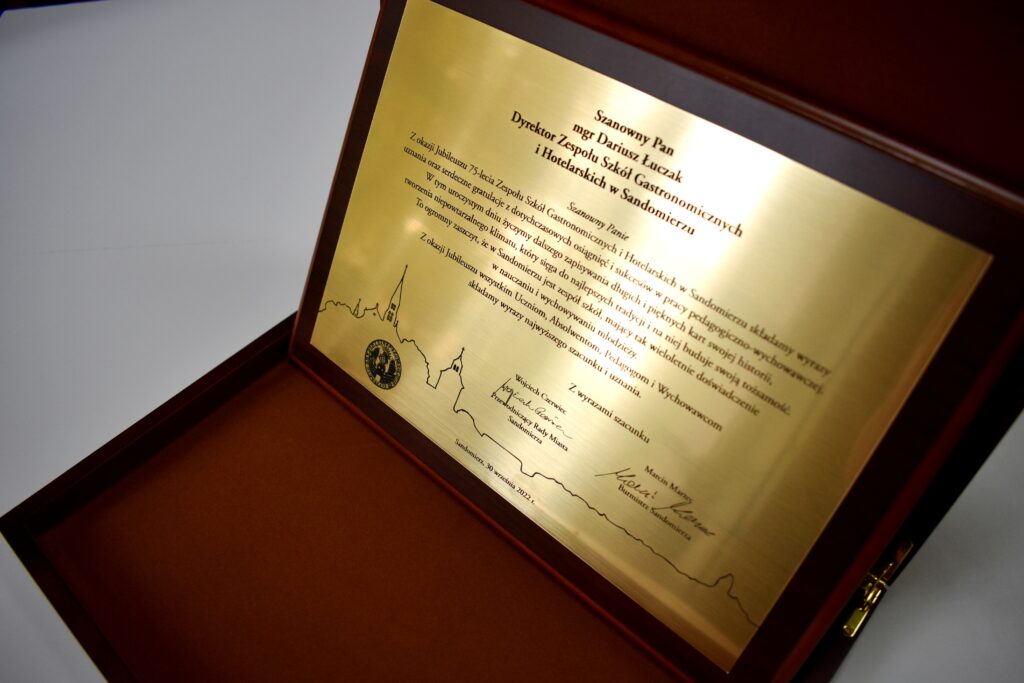 Szanowny Pan
mgr Dariusz Łuczak
Dyrektor Zespołu Szkół Gastronomicznych
i Hotelarskich w Sandomierzu
Szanowny Panie
Z okazji Jubileuszu 75-lecia Zespołu Szkół Gastronomicznych i Hotelarskich w Sandomierzu składamy wyrazy
uznania oraz serdeczne gratulacje z dotychczasowych osiągnięć i sukcesów w pracy pedagogiczno-wychowawczej.
W tym uroczystym dniu życzymy dalszego zapisywania długich i pięknych kart swojej historii,
tworzenia niepowtarzalnego klimatu, który sięga do najlepszych tradycji i na niej buduje swoją tożsamość.
To ogromny zaszczyt, że w Sandomierzu jest zespół szkół, mający tak wieloletnie doświadczenie
w nauczaniu i wychowywaniu młodzieży.
Z okazji Jubileuszu wszystkim Uczniom, Absolwentom, Pedagogom i Wychowawcom
składamy wyrazy najwyższego szacunku i uznania.
Z wyrazami szacunku
Wojciech Czerwiec
Przewodniczący Rady Miasta
Sandomierza
Marcin Marzec
Burmistrz Sandomierza
Sandomierz, 30 września 2022 r.